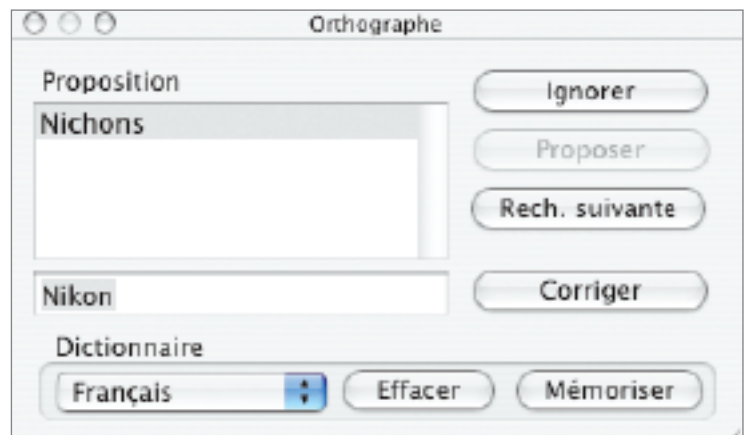 Orthographe
Proposition
Nichons
Ignorer
Proposer
Rech. suivante
Nikon
Corriger
Dictionnaire
Français
Effacer
Mémoriser